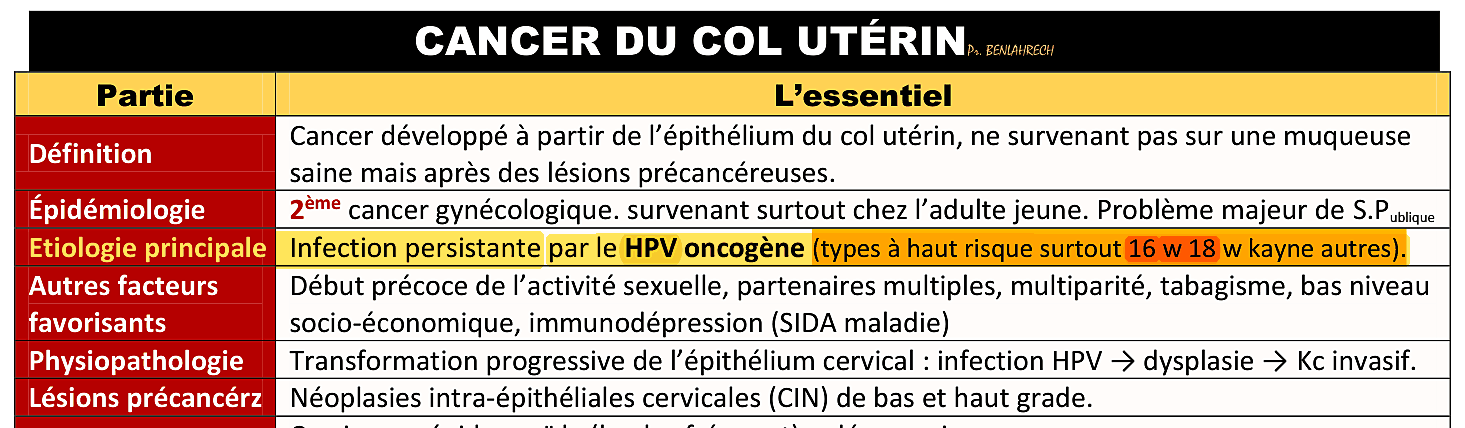 CANCER DU COL UTÉRIN Pr. BENLAHRECH
Partie L’essentiel
Définition Cancer développé à partir de l’épithélium du col utérin, ne survenant pas sur une muqueuse
saine mais après des lésions précancéreuses.
Épidémiologie 2ème cancer gynécologique. survenant surtout chez l’adulte jeune. Problème majeur de S.Publique
Etiologie principale Infection persistante par le HPV oncogène (types à haut risque surtout 16 w 18 w kayne autres).
Autres facteurs
favorisants
Début précoce de l’activité sexuelle, partenaires multiples, multiparité, tabagisme, bas niveau
socio-économique, immunodépression (SIDA maladie)
Physiopathologie Transformation progressive de l’épithélium cervical : infection HPV → dysplasie → Kc invasif.
Lésions précancérz Néoplasies intra-épithéliales cervicales (CIN) de bas et haut grade.